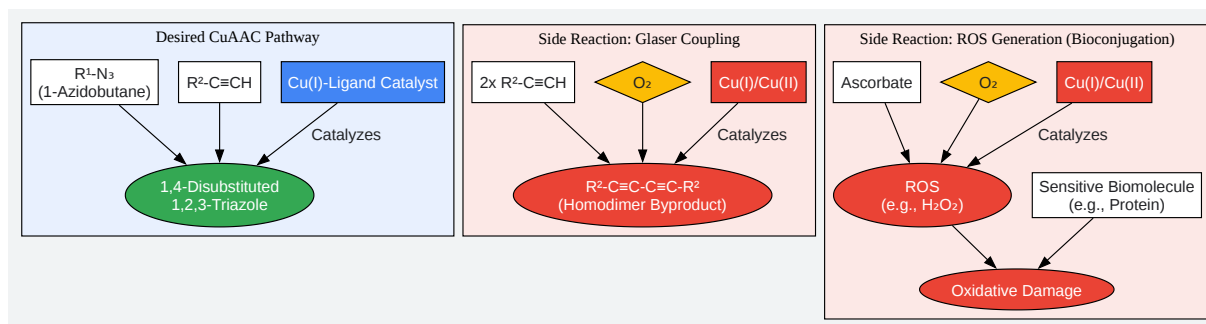 Desired CuAAC Pathway
R¹-N₃
(1-Azidobutane)
R²-C≡CH
Cu(I)-Ligand Catalyst
Catalyzes
1,4-Disubstituted
1,2,3-Triazole
Side Reaction: Glaser Coupling
2x R²-C≡CH
O₂
Cu(I)/Cu(II)
Catalyzes
R²-C≡C-C≡C-R²
(Homodimer Byproduct)
Side Reaction: ROS Generation (Bioconjugation)
Ascorbate
O₂
Cu(I)/Cu(II)
Catalyzes
ROS
(e.g., H₂O₂)
Sensitive Biomolecule
(e.g., Protein)
Oxidative Damage